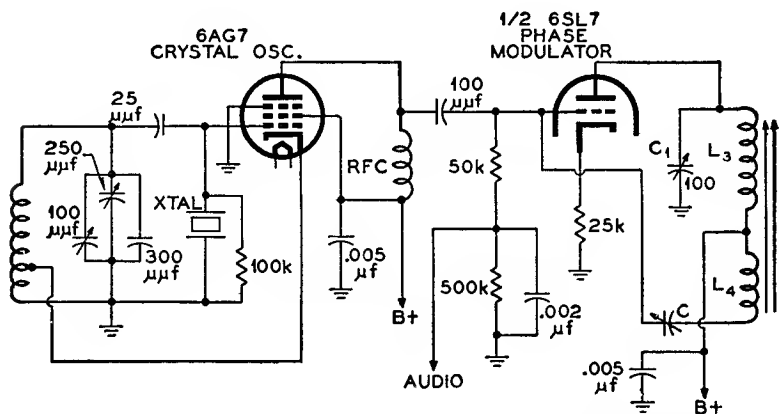 6AG7
CRYSTAL OSC.
1/2 6SL7
PHASE
MODULATOR
25
μμf
250
μμf
100
μμf
300
μμf
XTAL
100k
RFC
.005
μf
B+
100
μμf
50k
500k
.002
μf
AUDIO
25k
C1
100
L3
L4
C
.005
μf
B+